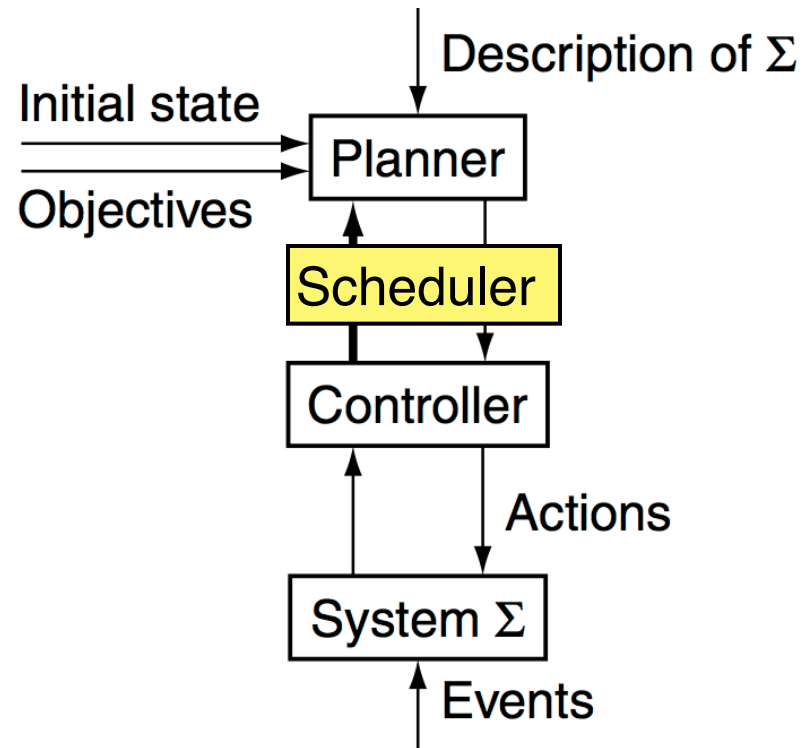 Description of Σ
Initial state
Planner
Objectives
Scheduler
Controller
Actions
System Σ
Events